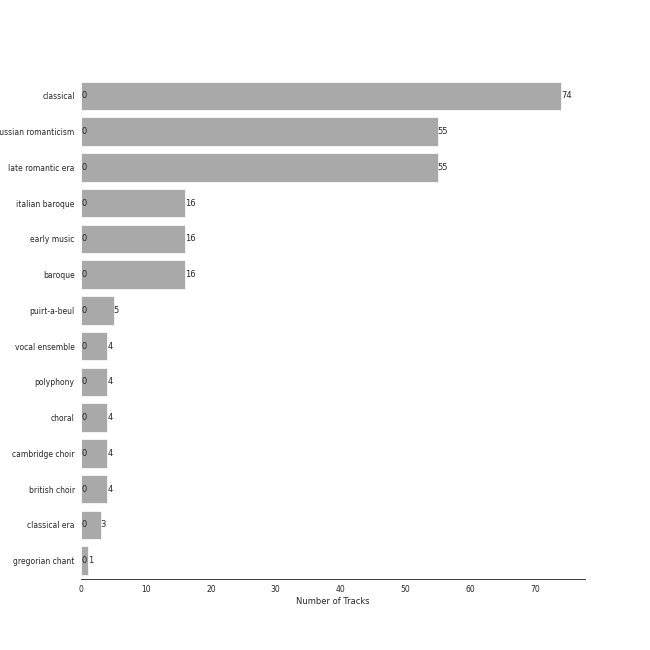 classical 0 74
ussian romanticism 0 55
late romantic era 0 55
italian baroque 0 16
early music 0 16
baroque 0 16
puirt-a-beul 0 5
vocal ensemble 0 4
polyphony 0 4
choral 0 4
cambridge choir 0 4
british choir 0 4
classical era 0 3
gregorian chant 0 1
0 10 20 30 40 50 60 70
Number of Tracks